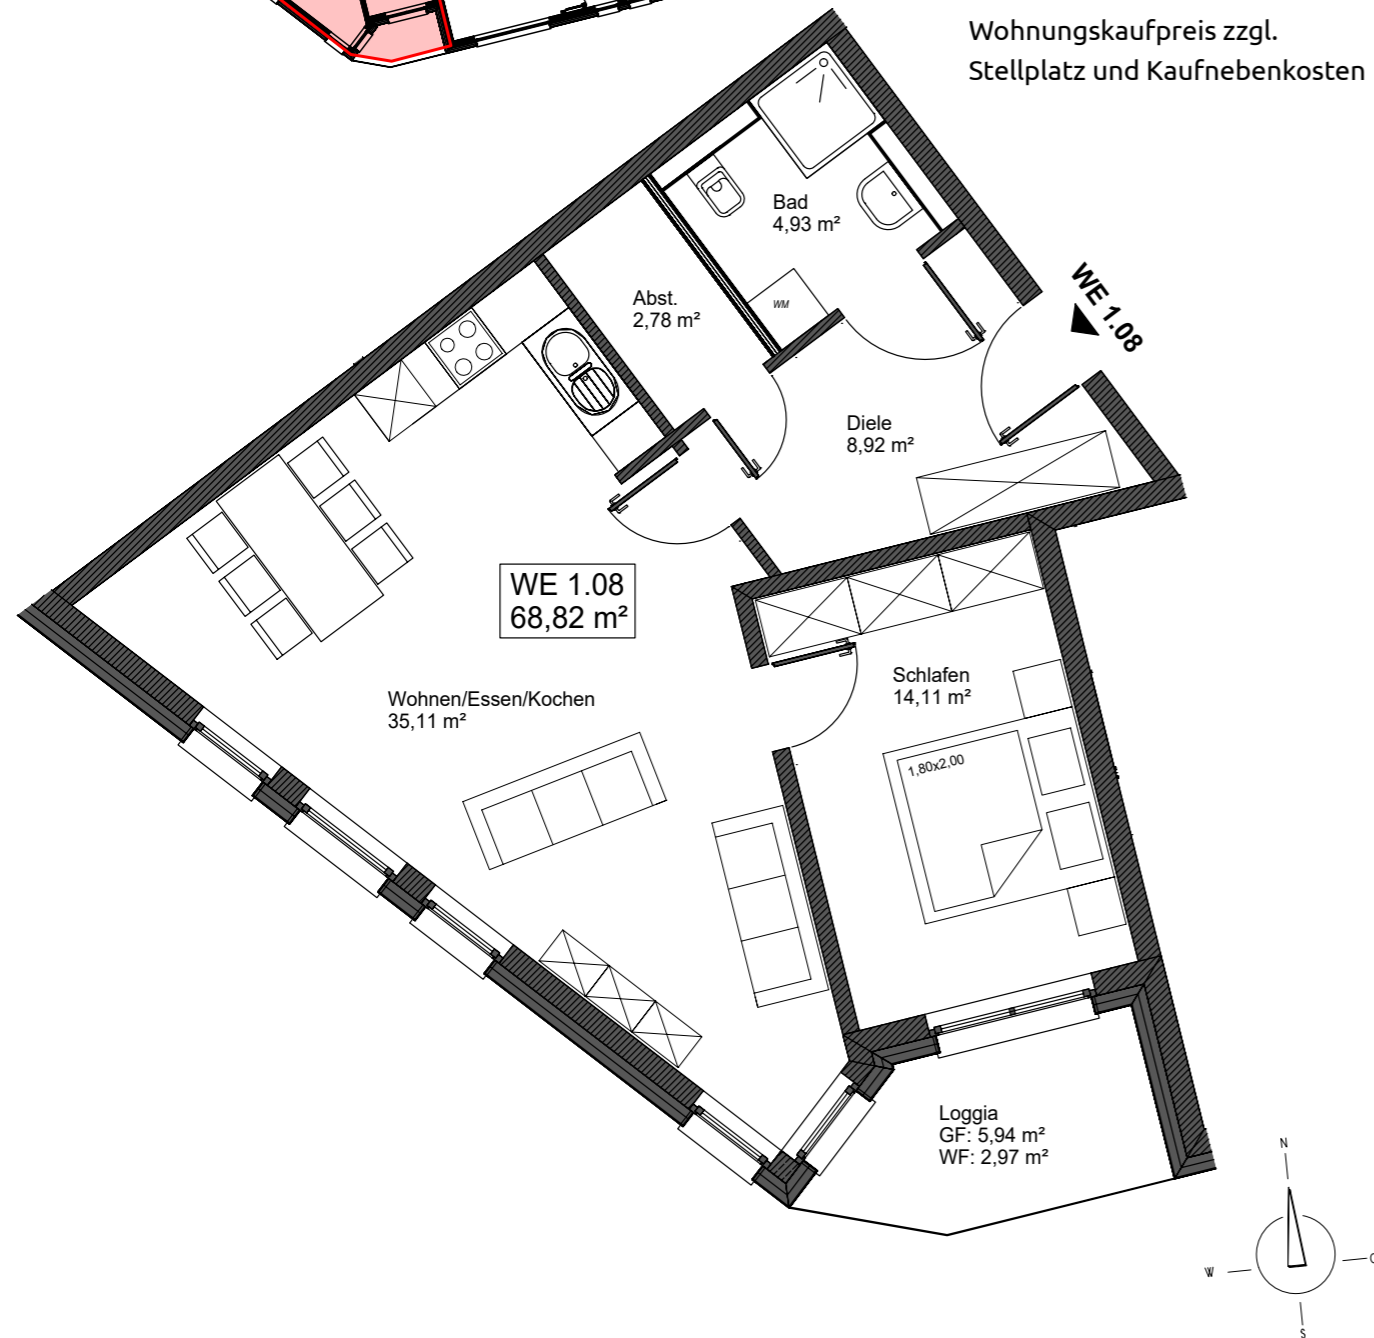 Wohnungskaufpreis zzgl.
Stellplatz und Kaufnebenkosten
Bad
4,93 m²
WE 1.08
Abst.
2,78 m²
WM
Diele
8,92 m²
WE 1.08
68,82 m²
Schlafen
14,11 m²
Wohnen/Essen/Kochen
35,11 m²
1,80x2,00
Loggia
GF: 5,94 m²
WF: 2,97 m²
N
W
S